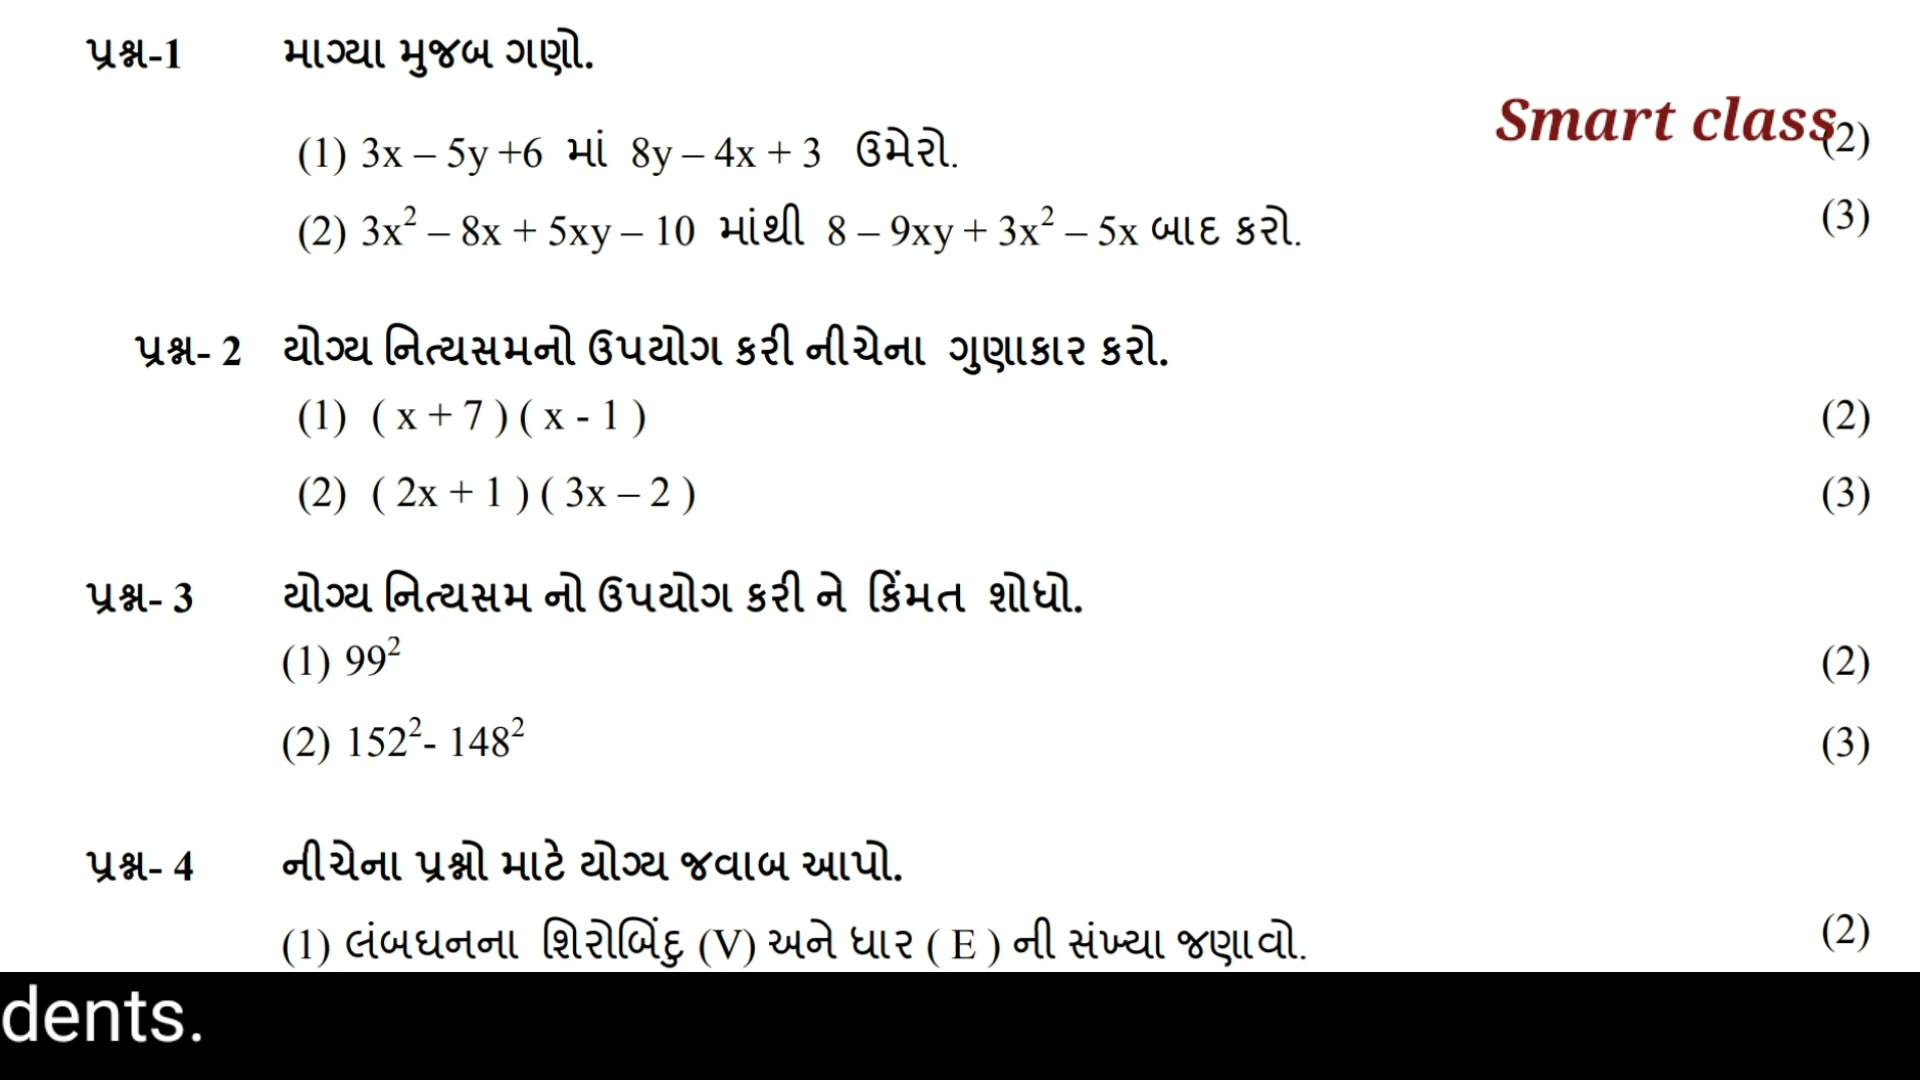 પ્રશ્ન-1 માગ્યા મુજબ ગણો.
Smart class
(1) 3x – 5y +6 માં 8y – 4x + 3 ઉમેરો. (2)
(2) 3x² – 8x + 5xy – 10 માંથી 8 – 9xy + 3x² – 5x બાદ કરો. (3)
પ્રશ્ન- 2 યોગ્ય નિત્યસમનો ઉપયોગ કરી નીચેના ગુણાકાર કરો.
(1) ( x + 7 ) ( x - 1 ) (2)
(2) ( 2x + 1 ) ( 3x – 2 ) (3)
પ્રશ્ન- 3 યોગ્ય નિત્યસમ નો ઉપયોગ કરી ને કિંમત શોધો.
(1) 99² (2)
(2) 152²- 148² (3)
પ્રશ્ન- 4 નીચેના પ્રશ્નો માટે યોગ્ય જવાબ આપો.
(1) લંબઘનના શિરોબિંદુ (V) અને ધાર ( E ) ની સંખ્યા જણાવો. (2)
dents.